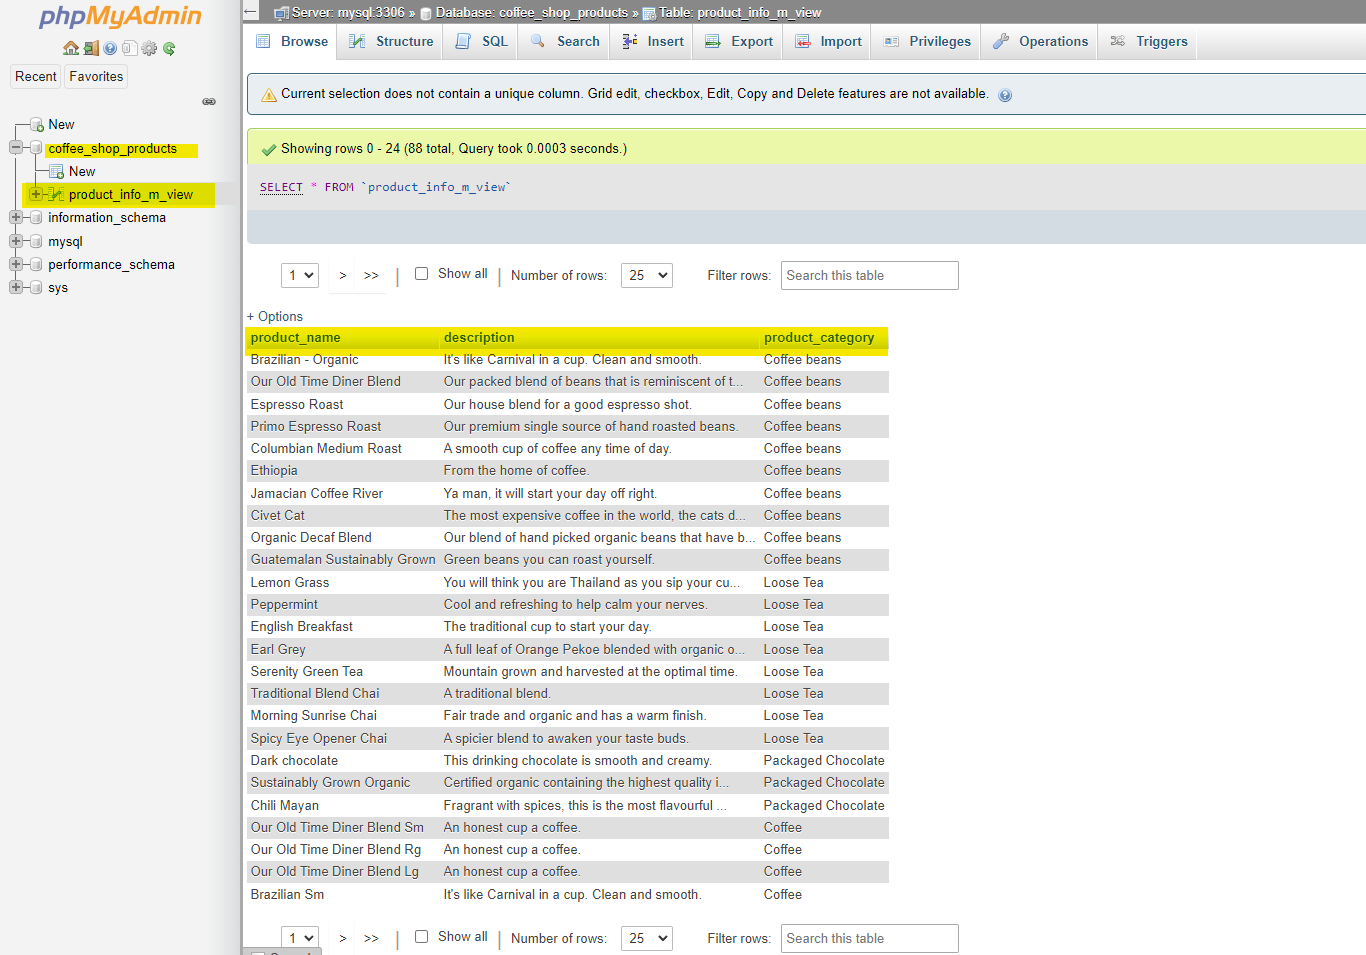 phpMyAdmin
Recent Favorites
New
coffee_shop_products
New
product_info_m_view
information_schema
mysql
performance_schema
sys
Server: mysql:3306 » Database: coffee_shop_products » Table: product_info_m_view
Browse Structure SQL Search Insert Export Import Privileges Operations Triggers
Current selection does not contain a unique column. Grid edit, checkbox, Edit, Copy and Delete features are not available.
Showing rows 0 - 24 (88 total, Query took 0.0003 seconds.)
SELECT * FROM `product_info_m_view`
1 > >> | Show all | Number of rows: 25 Filter rows: Search this table
+ Options
product_name description product_category
Brazilian - Organic It's like Carnival in a cup. Clean and smooth. Coffee beans
Our Old Time Diner Blend Our packed blend of beans that is reminiscent of t... Coffee beans
Espresso Roast Our house blend for a good espresso shot. Coffee beans
Primo Espresso Roast Our premium single source of hand roasted beans. Coffee beans
Columbian Medium Roast A smooth cup of coffee any time of day. Coffee beans
Ethiopia From the home of coffee. Coffee beans
Jamacian Coffee River Ya man, it will start your day off right. Coffee beans
Civet Cat The most expensive coffee in the world, the cats d... Coffee beans
Organic Decaf Blend Our blend of hand picked organic beans that have b... Coffee beans
Guatemalan Sustainably Grown Green beans you can roast yourself. Coffee beans
Lemon Grass You will think you are Thailand as you sip your cu... Loose Tea
Peppermint Cool and refreshing to help calm your nerves. Loose Tea
English Breakfast The traditional cup to start your day. Loose Tea
Earl Grey A full leaf of Orange Pekoe blended with organic o... Loose Tea
Serenity Green Tea Mountain grown and harvested at the optimal time. Loose Tea
Traditional Blend Chai A traditional blend. Loose Tea
Morning Sunrise Chai Fair trade and organic and has a warm finish. Loose Tea
Spicy Eye Opener Chai A spicier blend to awaken your taste buds. Loose Tea
Dark chocolate This drinking chocolate is smooth and creamy. Packaged Chocolate
Sustainably Grown Organic Certified organic containing the highest quality i... Packaged Chocolate
Chili Mayan Fragrant with spices, this is the most flavourful ... Packaged Chocolate
Our Old Time Diner Blend Sm An honest cup a coffee. Coffee
Our Old Time Diner Blend Rg An honest cup a coffee. Coffee
Our Old Time Diner Blend Lg An honest cup a coffee. Coffee
Brazilian Sm It's like Carnival in a cup. Clean and smooth. Coffee
1 > >> | Show all | Number of rows: 25 Filter rows: Search this table